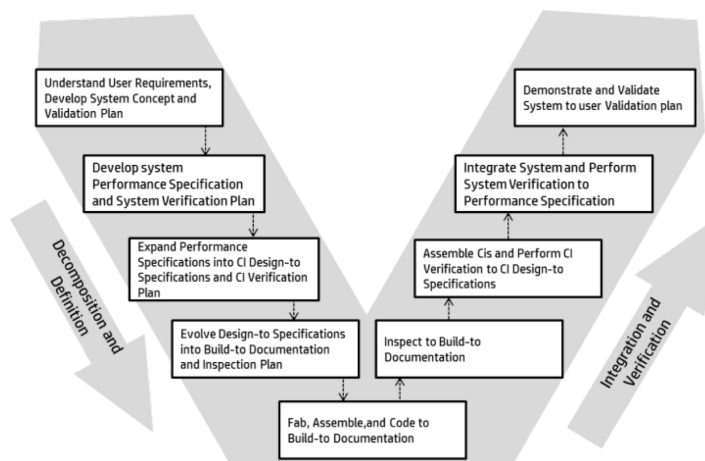 Understand User Requirements,
Develop System Concept and
Validation Plan
Demonstrate and Validate
System to user Validation plan
Develop system
Performance Specification
and System Verification Plan
Integrate System and Perform
System Verification to
Performance Specification
Expand Performance
Specifications into CI Design-to
Specifications and CI Verification
Plan
Assemble Cis and Perform CI
Verification to CI Design-to
Specifications
Decomposition and
Definition
Evolve Design-to Specifications
into Build-to Documentation
and Inspection Plan
Inspect to Build-to
Documentation
Integration and
Verification
Fab, Assemble,and Code to
Build-to Documentation